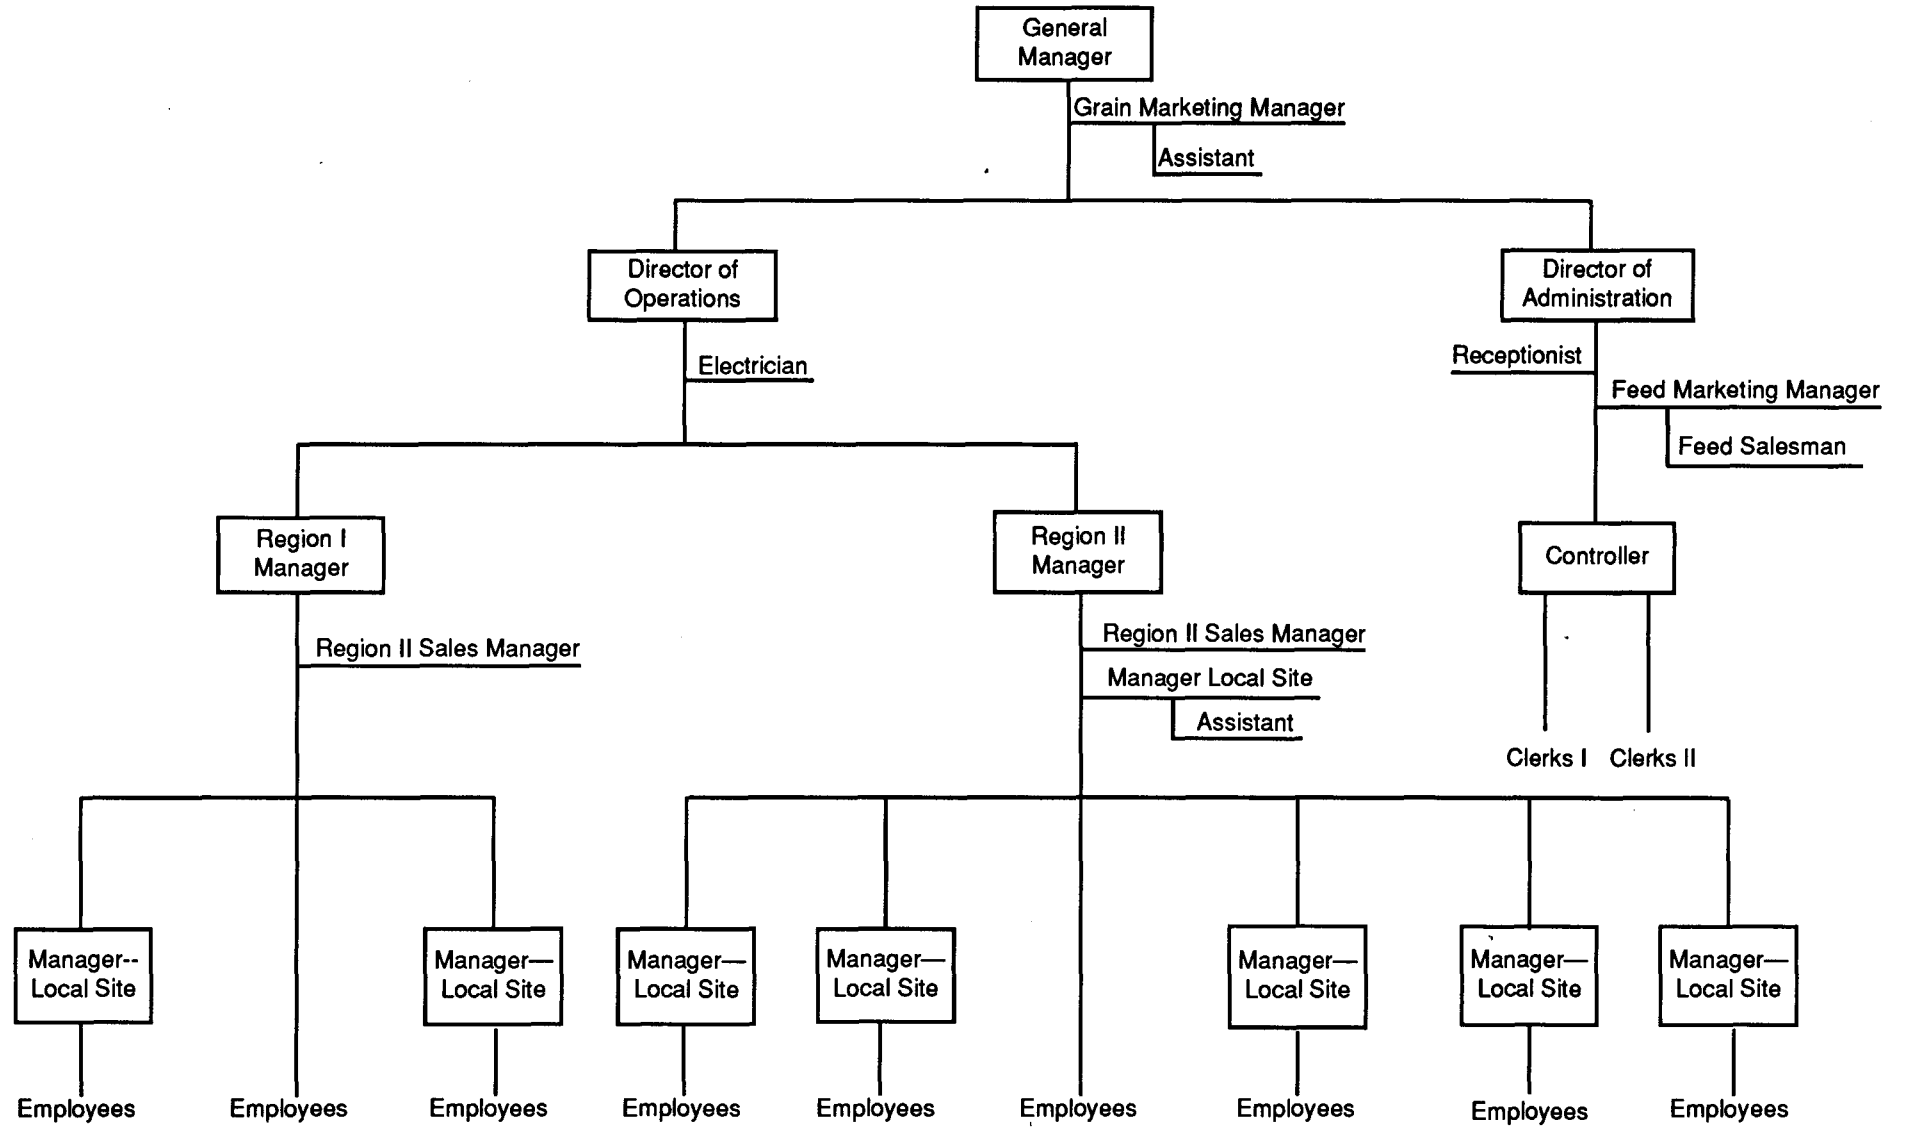 General
Manager
Grain Marketing Manager
Assistant
Director of
Operations
Director of
Administration
Electrician
Receptionist
Feed Marketing Manager
Feed Salesman
Region I
Manager
Region II
Manager
Controller
Region II Sales Manager
Region II Sales Manager
Manager Local Site
Assistant
Clerks I
Clerks II
Manager--
Local Site
Manager—
Local Site
Manager—
Local Site
Manager—
Local Site
Manager—
Local Site
Manager—
Local Site
Manager—
Local Site
Employees
Employees
Employees
Employees
Employees
Employees
Employees
Employees
Employees